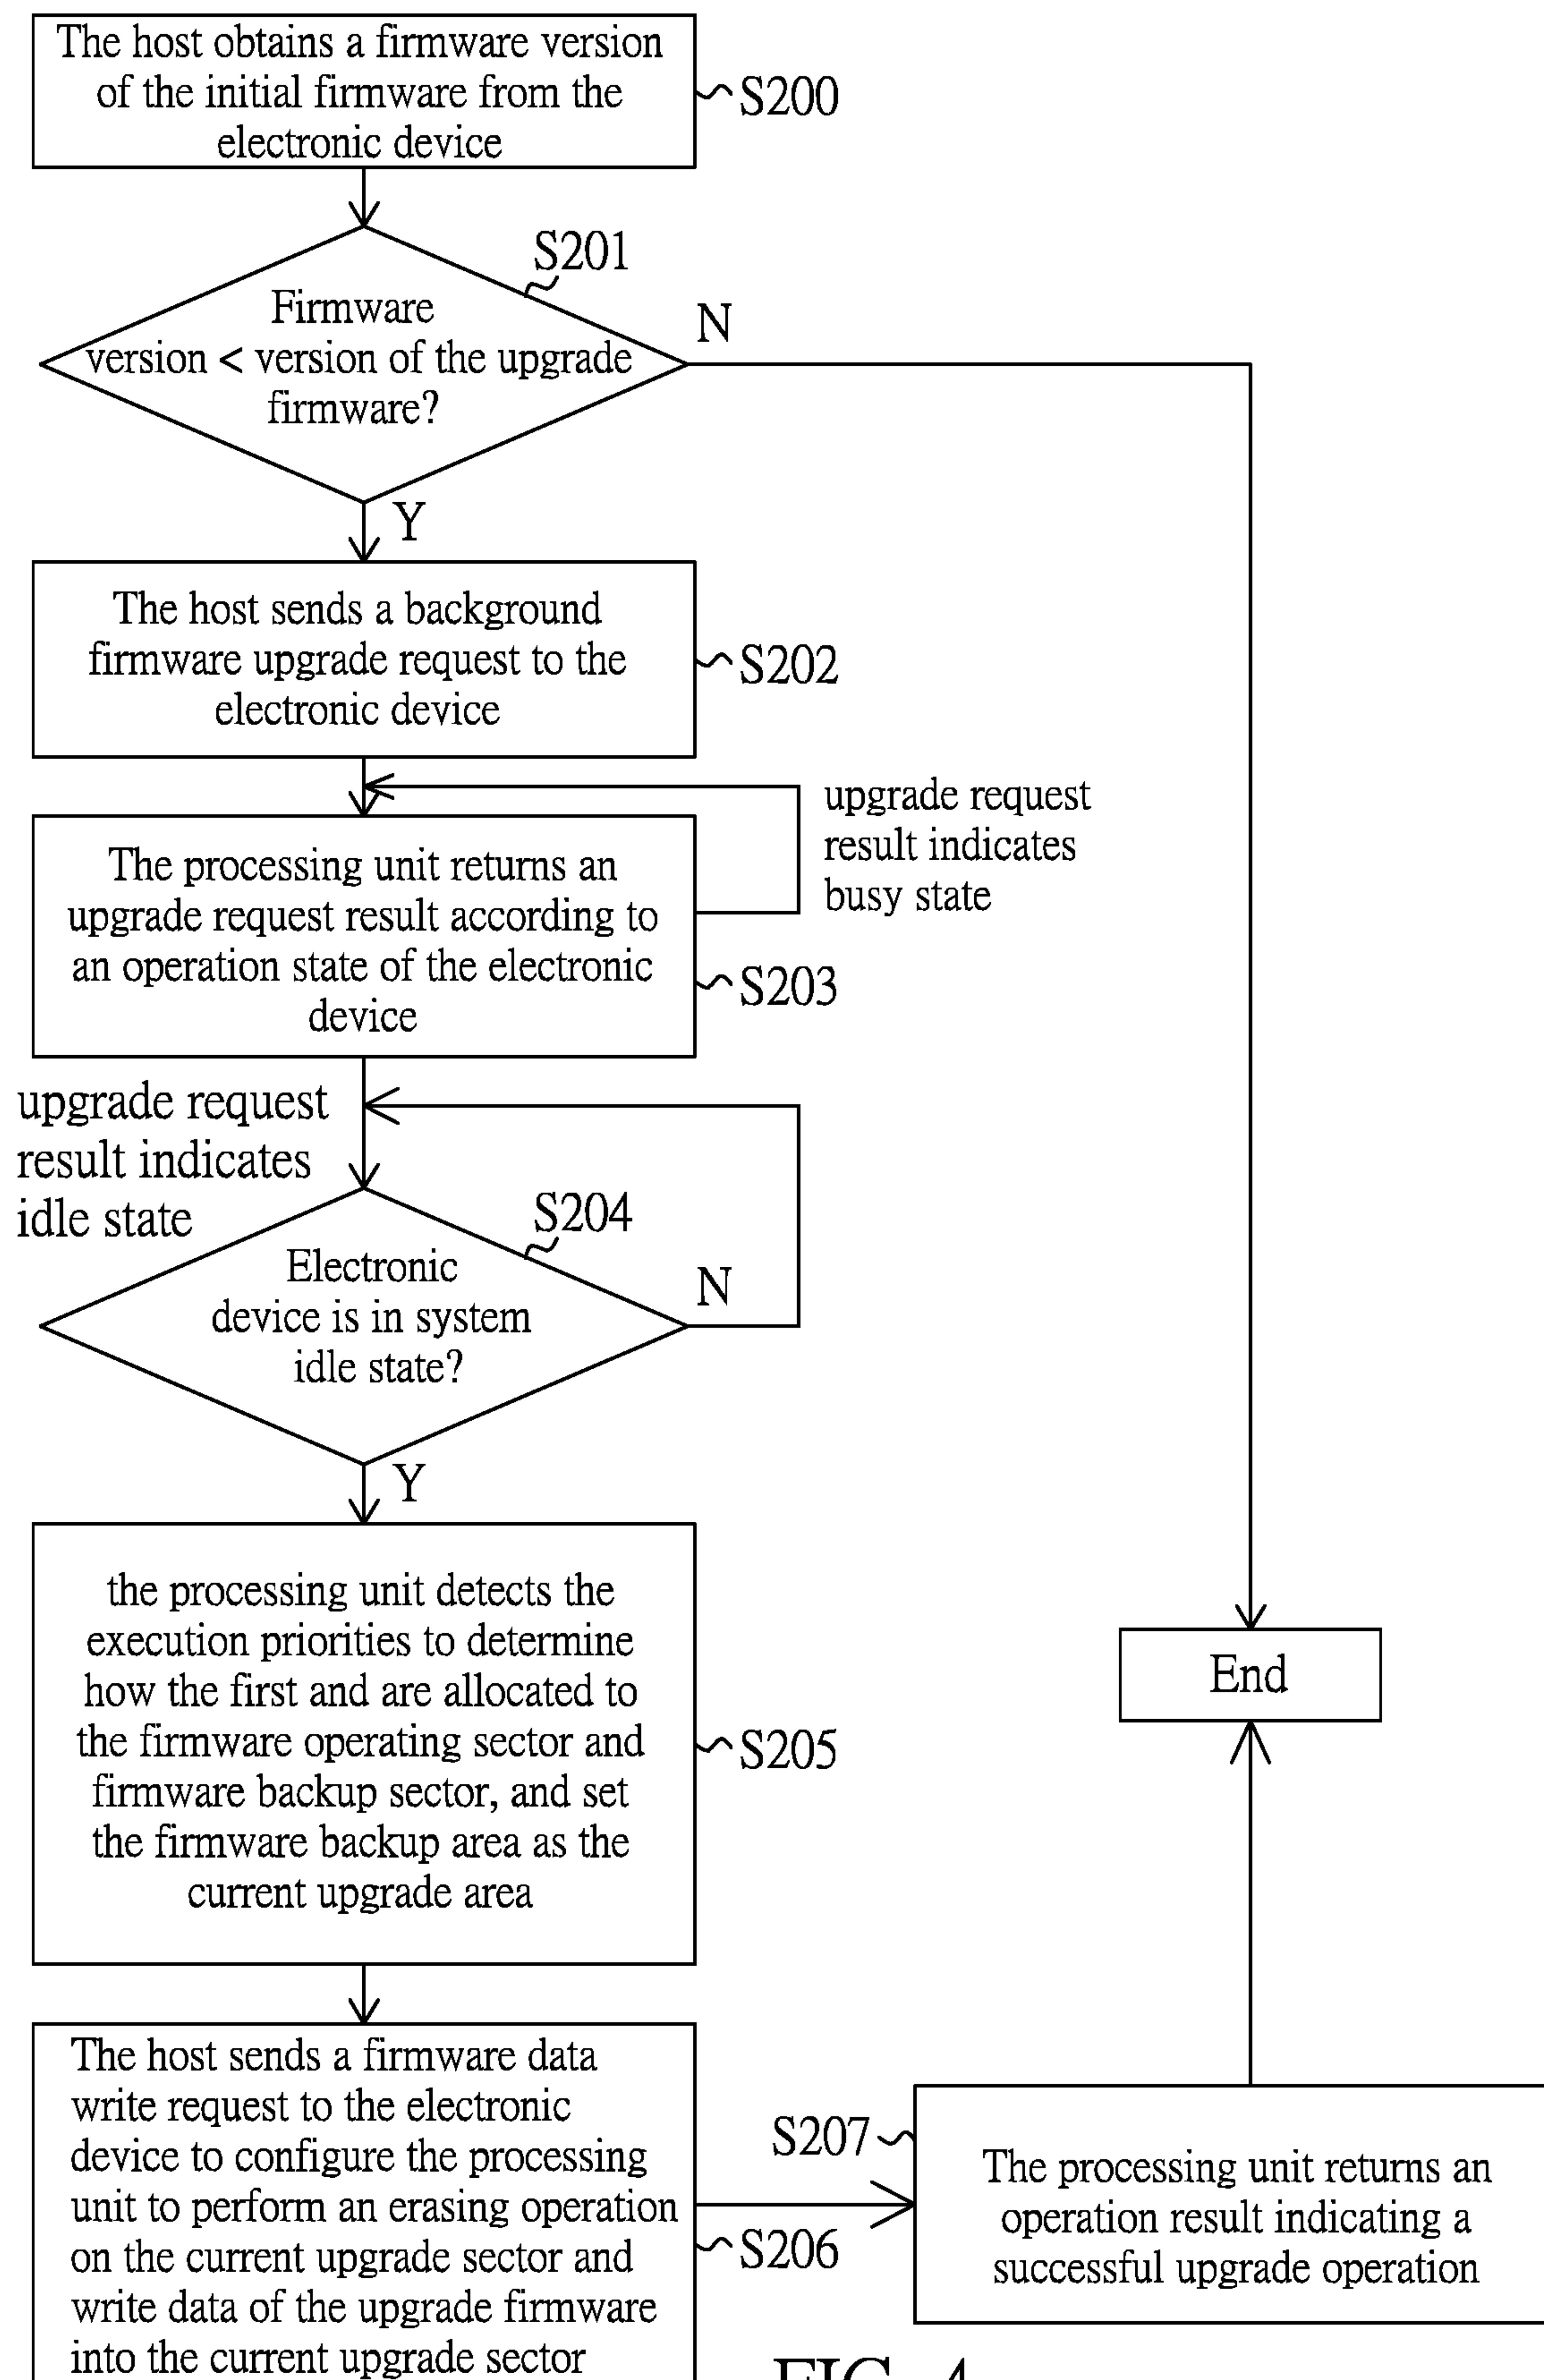 The host obtains a firmware version
of the initial firmware from the
electronic device
S200
S201
Firmware
version < version of the upgrade
firmware?
N
Y
The host sends a background
firmware upgrade request to the
electronic device
S202
upgrade request
result indicates
busy state
The processing unit returns an
upgrade request result according to
an operation state of the electronic
device
S203
upgrade request
result indicates
idle state
S204
Electronic
device is in system
idle state?
N
Y
the processing unit detects the
execution priorities to determine
how the first and are allocated to
the firmware operating sector and
firmware backup sector, and set
the firmware backup area as the
current upgrade area
S205
End
The host sends a firmware data
write request to the electronic
device to configure the processing
unit to perform an erasing operation
on the current upgrade sector and
write data of the upgrade firmware
into the current upgrade sector
S206
S207
The processing unit returns an
operation result indicating a
successful upgrade operation
FIG. 4